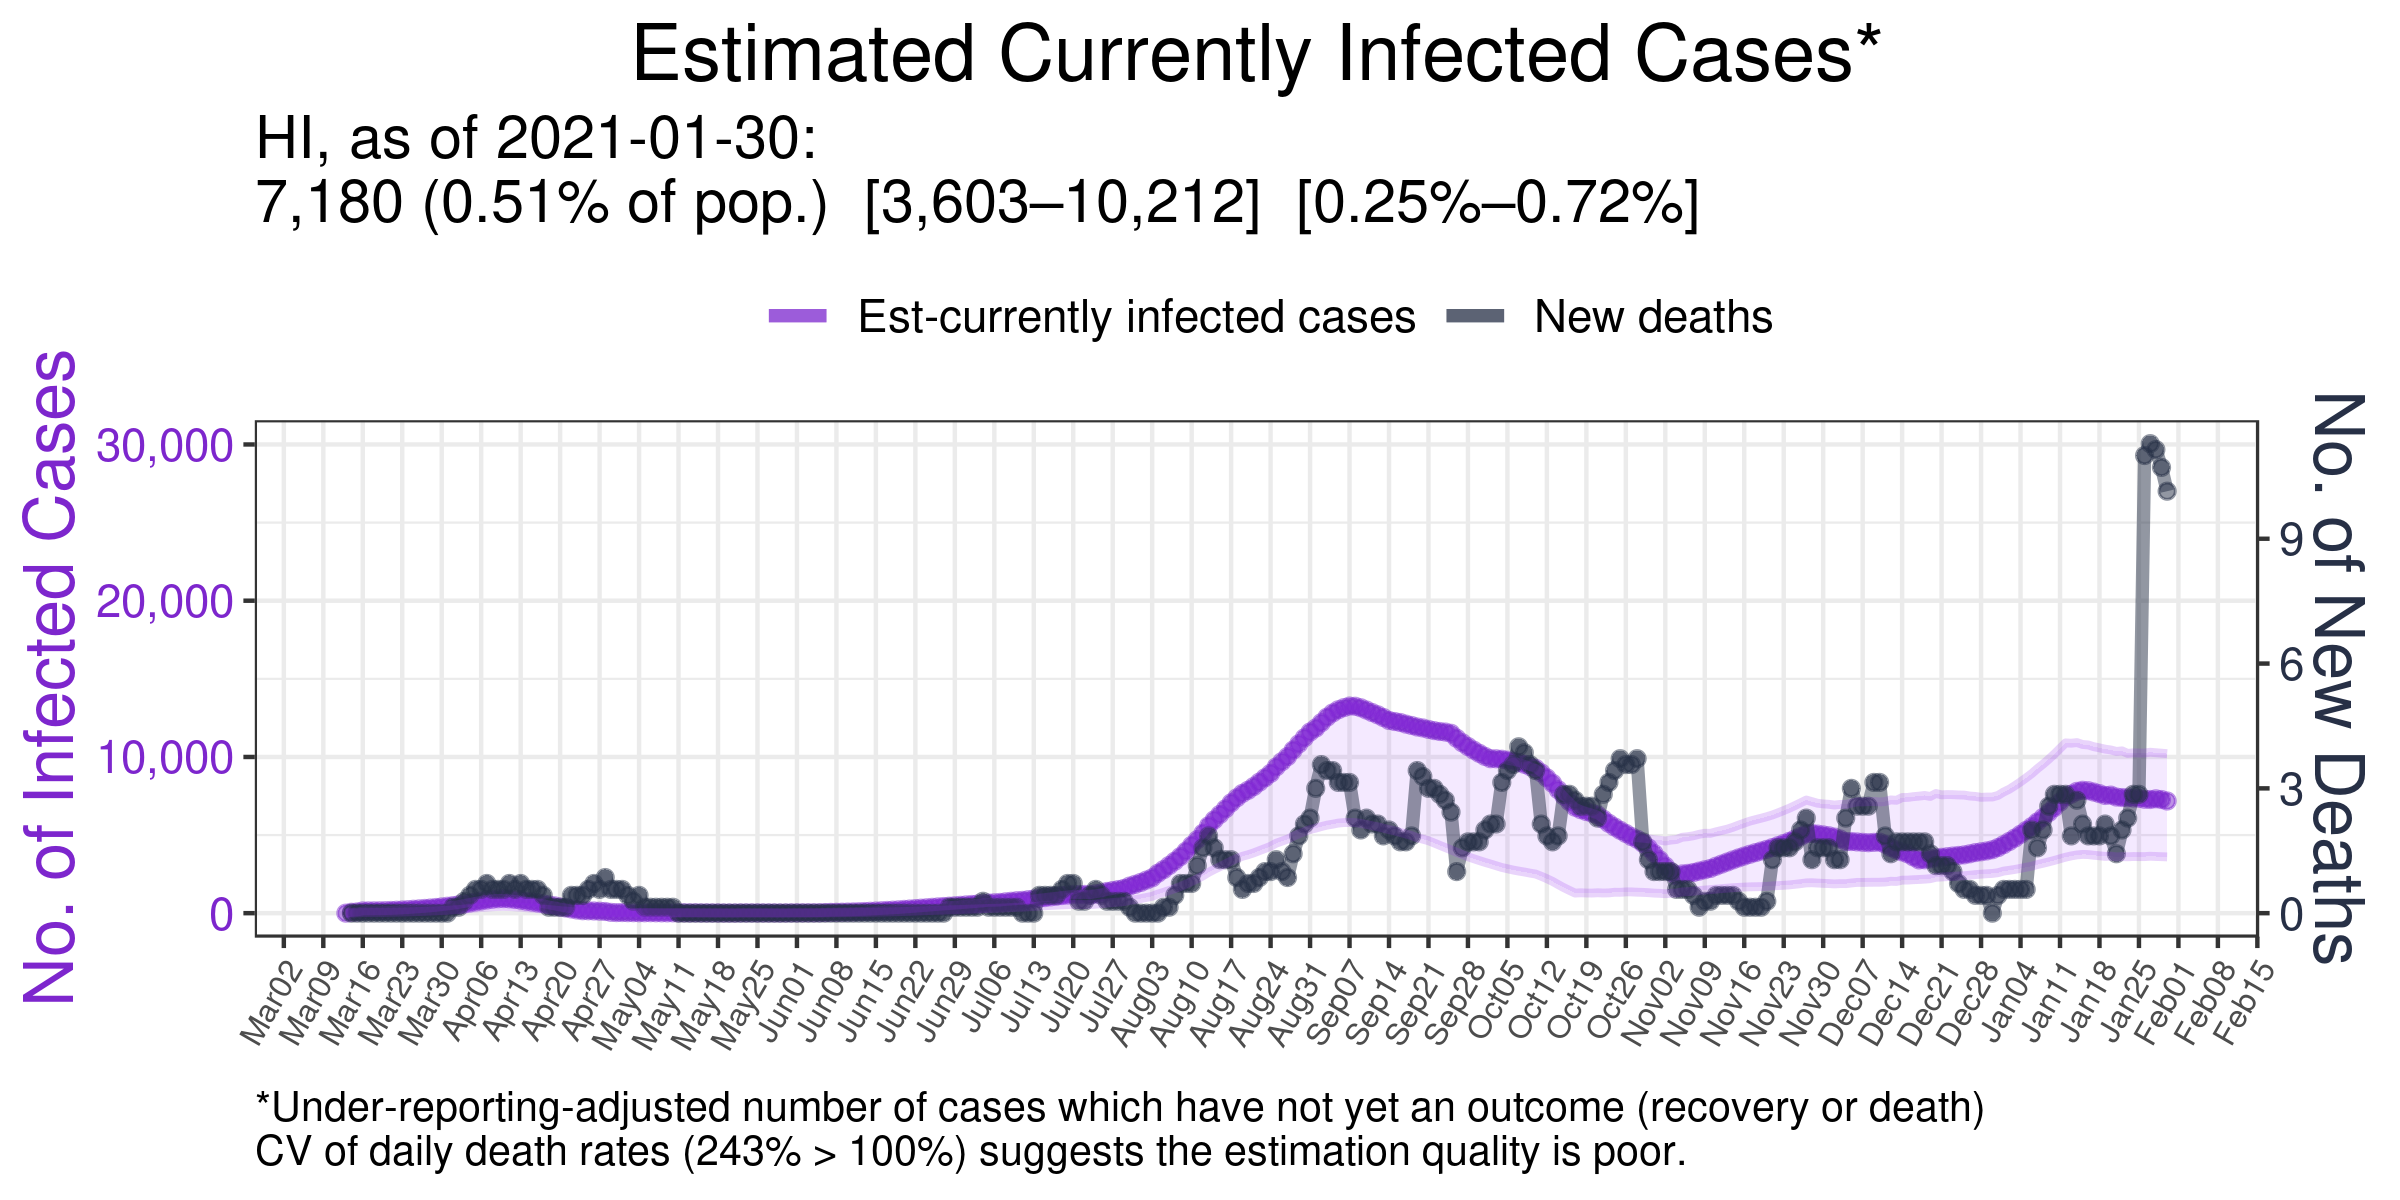 Estimated Currently Infected Cases*
HI, as of 2021-01-30:
7,180 (0.51% of pop.) [3,603–10,212] [0.25%–0.72%]
Est-currently infected cases New deaths
No. of Infected Cases
30,000
20,000
10,000
0
9
6
3
0
No. of New Deaths
Mar02 Mar09 Mar16 Mar23 Mar30 Apr06 Apr13 Apr20 Apr27 May04 May11 May18 May25 Jun01 Jun08 Jun15 Jun22 Jun29 Jul06 Jul13 Jul20 Jul27 Aug03 Aug10 Aug17 Aug24 Aug31 Sep07 Sep14 Sep21 Sep28 Oct05 Oct12 Oct19 Oct26 Nov02 Nov09 Nov16 Nov23 Nov30 Dec07 Dec14 Dec21 Dec28 Jan04 Jan11 Jan18 Jan25 Feb01 Feb08 Feb15
*Under-reporting-adjusted number of cases which have not yet an outcome (recovery or death)
CV of daily death rates (243% > 100%) suggests the estimation quality is poor.